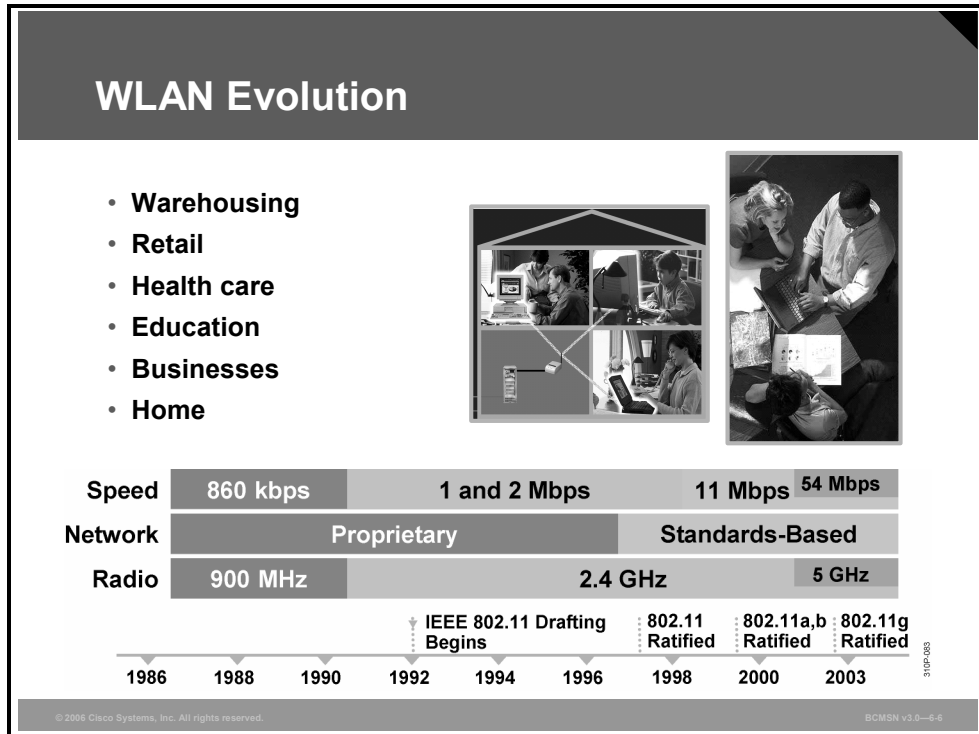 WLAN Evolution
• Warehousing
• Retail
• Health care
• Education
• Businesses
• Home
Speed 860 kbps 1 and 2 Mbps 11 Mbps 54 Mbps
Network Proprietary Standards-Based
Radio 900 MHz 2.4 GHz 5 GHz
IEEE 802.11 Drafting Begins
802.11 Ratified
802.11a,b Ratified
802.11g Ratified
1986 1988 1990 1992 1994 1996 1998 2000 2003
310P-083
© 2006 Cisco Systems, Inc. All rights reserved. BCMSN v3.0—6-6